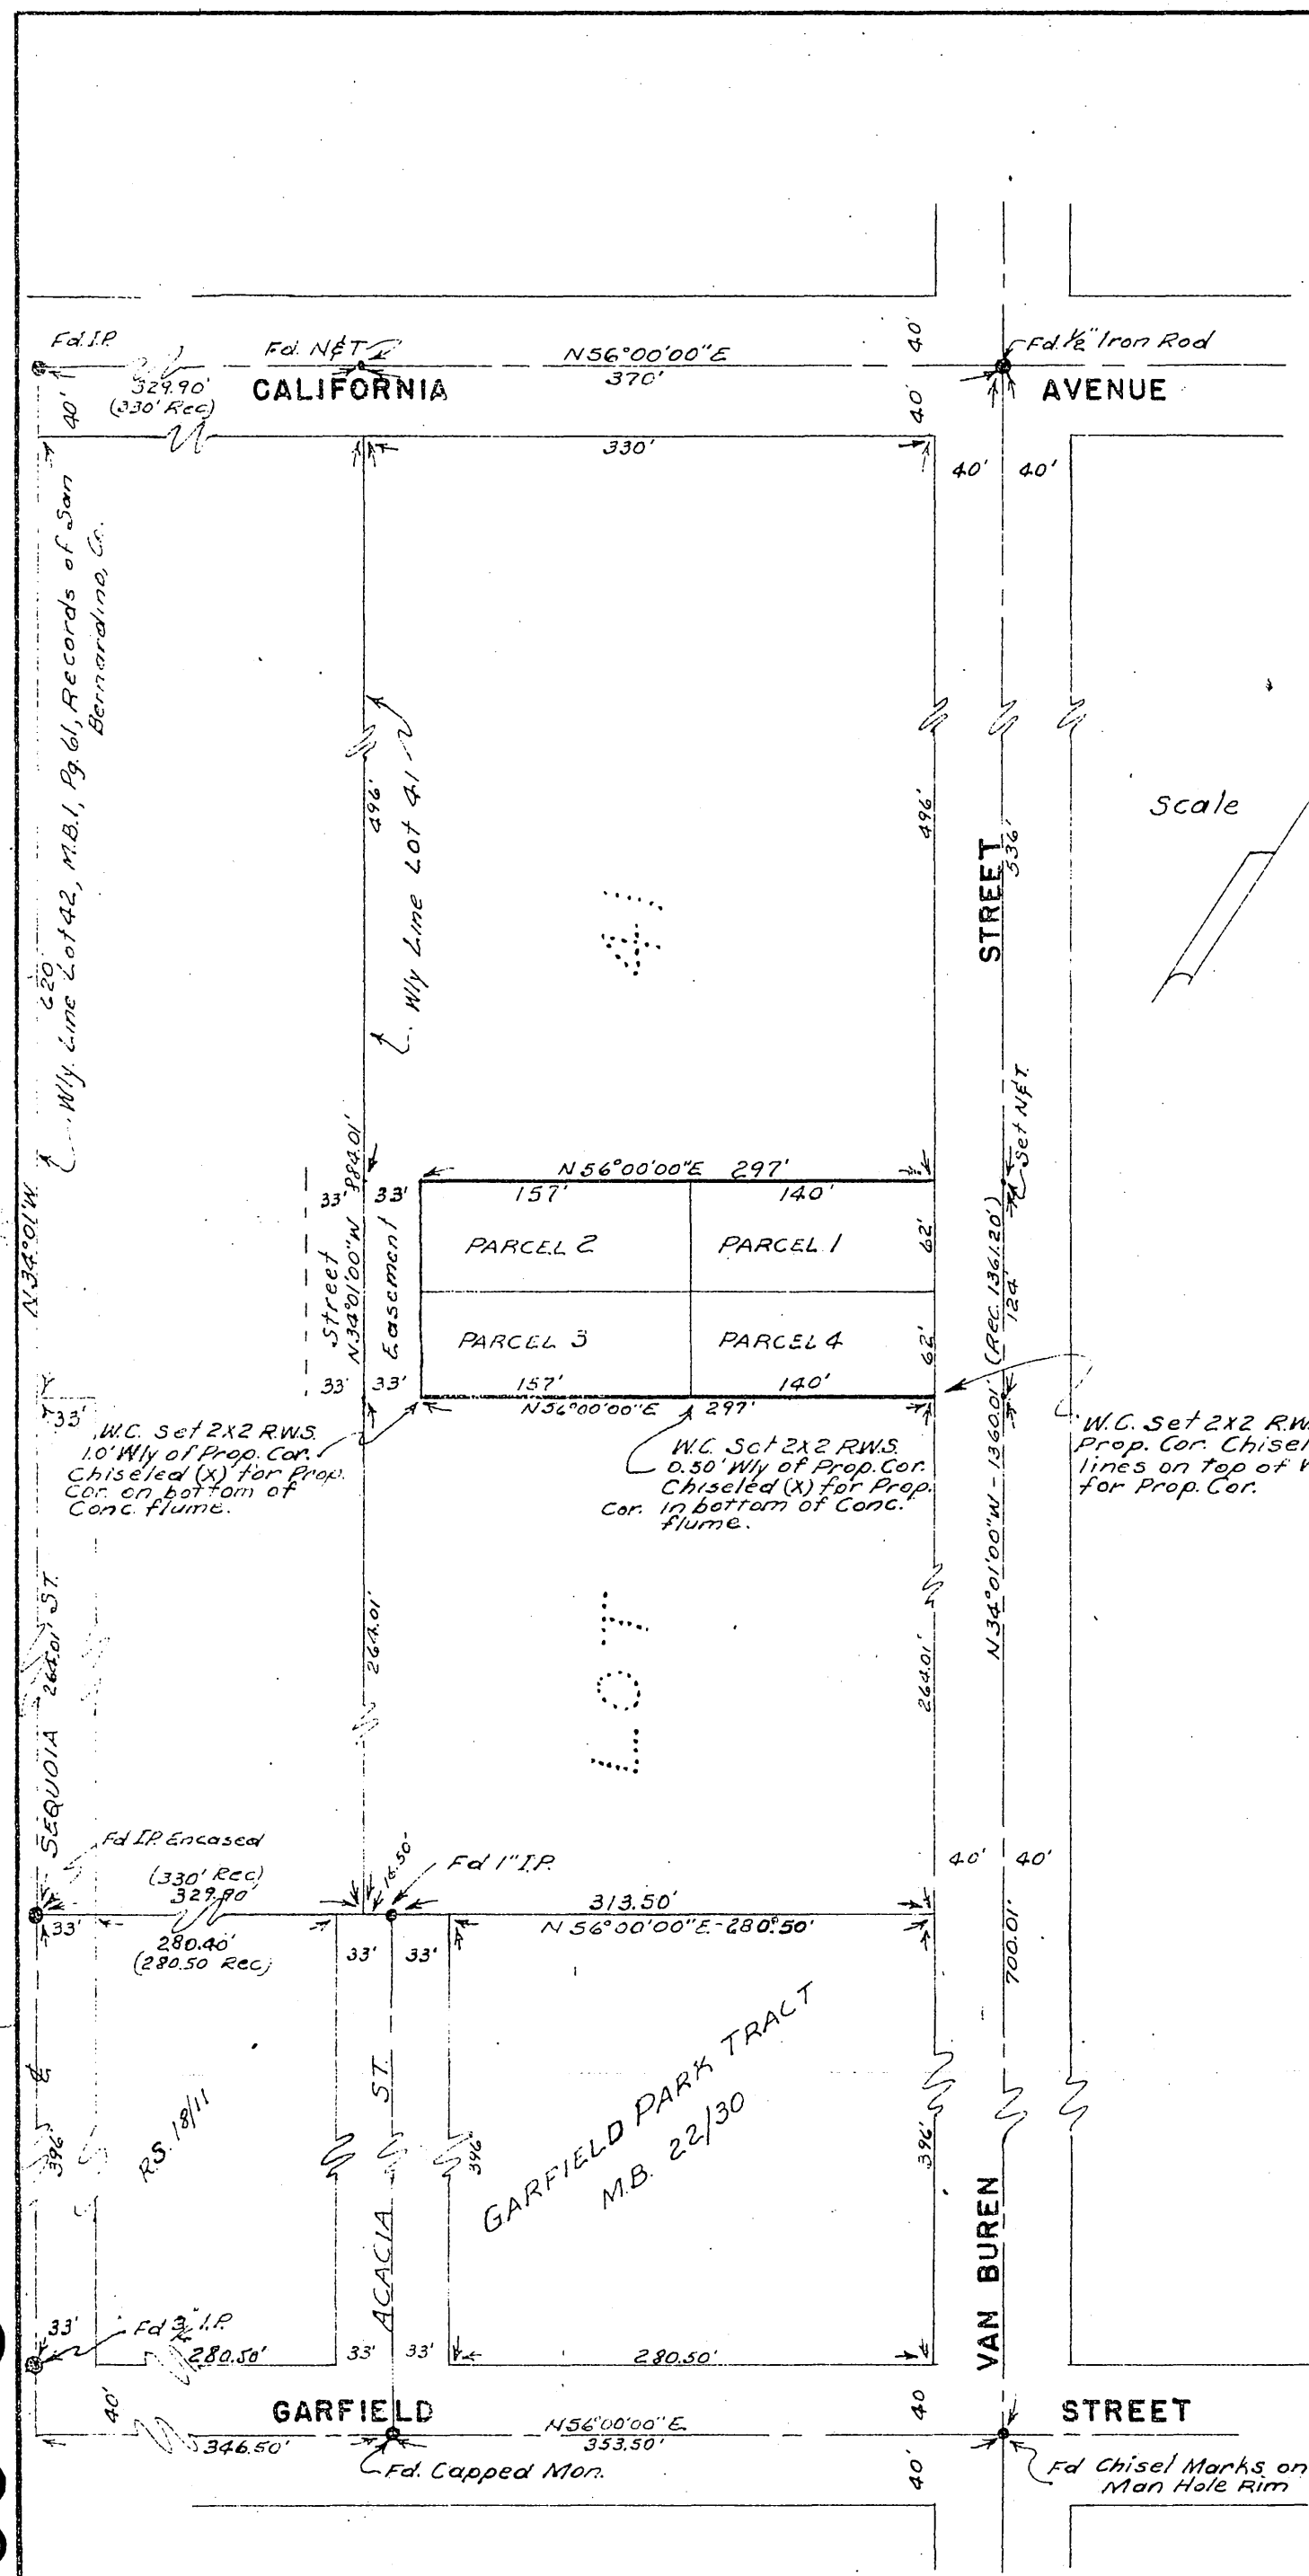 Fd. I.P.
329.90'
(330' Rec)
Fd. N&T
N56°00'00"E
370'
40'
Fd. 1/2" Iron Rod
CALIFORNIA
AVENUE
40'
40'
330'
40' 40'
Wly. Line Lot 42, M.B.1, Pg. 61, Records of San
Bernardino, Co.
620'
N34°01'W
496'
Wly Line Lot 41
41
496'
STREET
536'
Scale
Set N&T.
884.01'
N34°01'00"W
N56°00'00"E 297'
33' 33'
157' 140'
Street
Easement
PARCEL 2
PARCEL 1
62'
PARCEL 3
PARCEL 4
62'
124'
N34°01'00"W - 1360.01' (REC. 1361.20')
33' 33'
157' 140'
N56°00'00"E 297'
33'
W.C. Set 2x2 R.W.S.
1.0' Wly of Prop. Cor.
Chiseled (X) for Prop.
Cor. on bottom of
Conc. flume.
W.C. Set 2x2 RWS.
0.50' Wly of Prop. Cor.
Chiseled (X) for Prop.
Cor. in bottom of Conc.
flume.
W.C. Set 2x2 R.W.
Prop. Cor. Chisel
lines on top of
for Prop. Cor.
264.01'
264.01'
264.01'
SEQUOIA ST.
LOT
Fd I.P. Encased
(330' Rec)
329.90'
16.50'
Fd 1" I.P.
313.50'
N56°00'00"E-280.50'
40' 40'
33'
280.40'
(280.50 Rec)
33' 33'
700.01'
GARFIELD PARK TRACT
M.B. 22/30
R.S. 18/11
396'
ACACIA ST.
396'
396'
VAN BUREN
33'
Fd 3/4" I.P.
280.50'
33' 33'
280.50'
40'
GARFIELD
STREET
N56°00'00"E
346.50'
353.50'
40
40'
Fd. Capped Mon.
Fd Chisel Marks on
Man Hole Rim